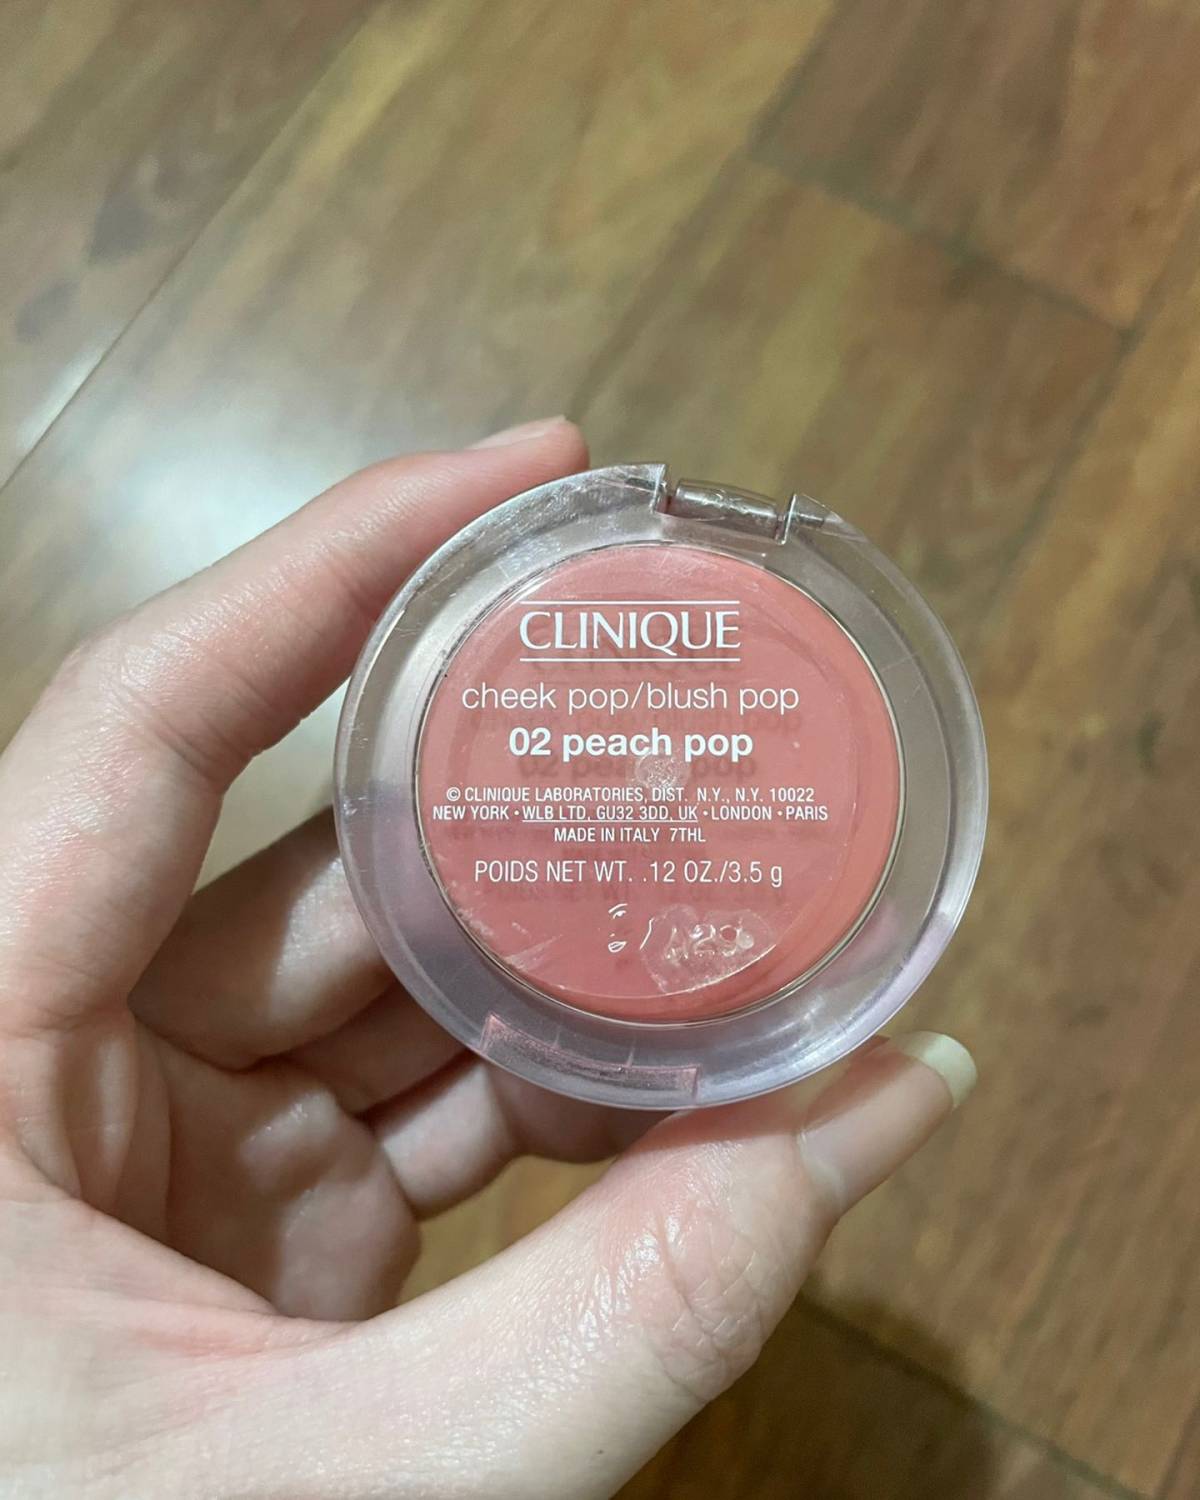 CLINIQUE
cheek pop/blush pop
02 peach pop
© CLINIQUE LABORATORIES, DIST. N.Y., N.Y. 10022
NEW YORK • WLB LTD, GU32 3DD, UK • LONDON • PARIS
MADE IN ITALY 7THL
POIDS NET WT. .12 OZ./3.5 g